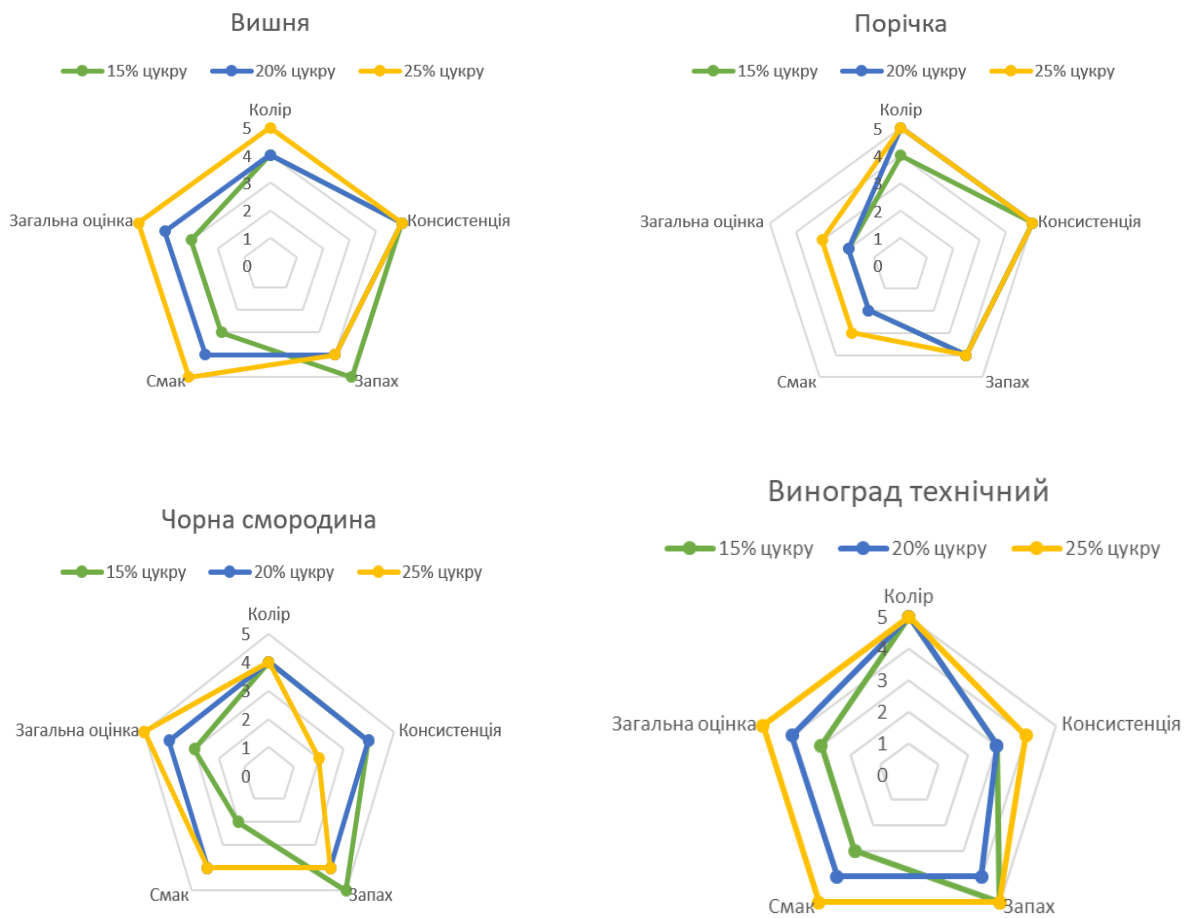 Вишня
15% цукру 20% цукру 25% цукру
Колір
5
4
3
2
1
0
Загальна оцінка
Консистенція
Смак
Запах
Порічка
15% цукру 20% цукру 25% цукру
Колір
5
4
3
2
1
0
Загальна оцінка
Консистенція
Смак
Запах
Чорна смородина
15% цукру 20% цукру 25% цукру
Колір
5
4
3
2
1
0
Загальна оцінка
Консистенція
Смак
Запах
Виноград технічний
15% цукру 20% цукру 25% цукру
Колір
5
4
3
2
1
0
Загальна оцінка
Консистенція
Смак
Запах